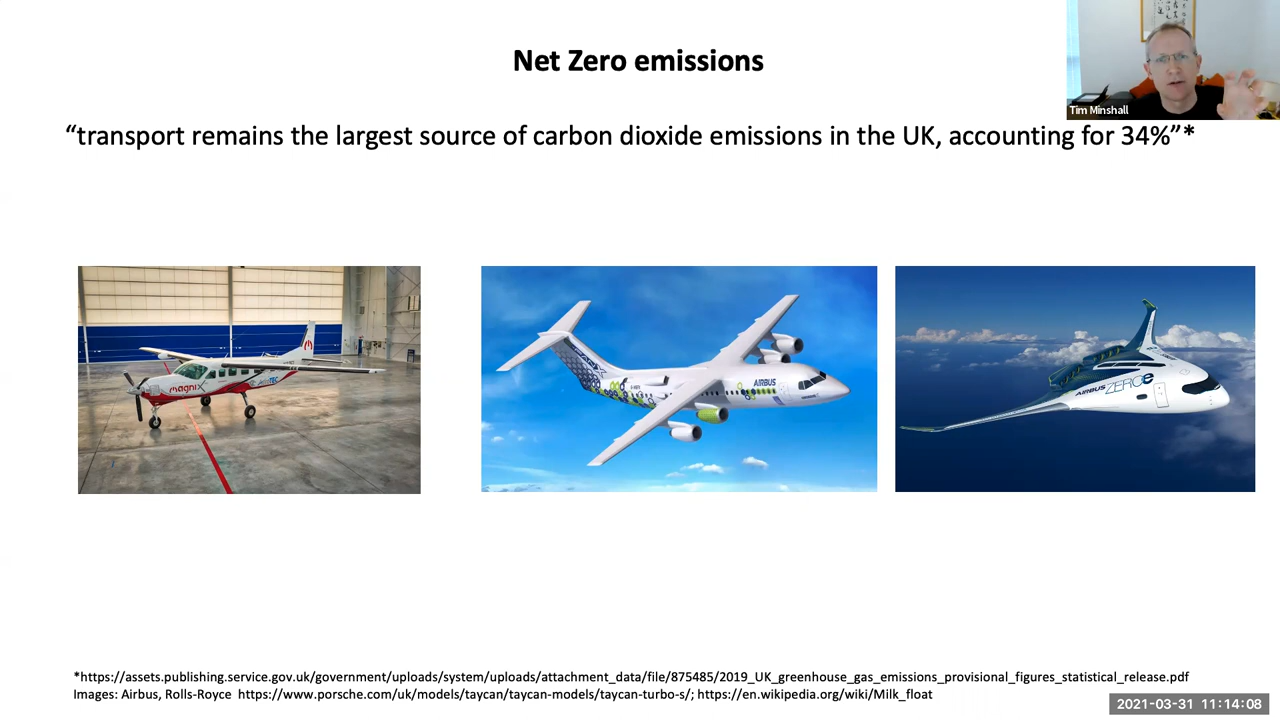 Net Zero emissions
Tim Minshall
“transport remains the largest source of carbon dioxide emissions in the UK, accounting for 34%”*
magniX
AIRBUS
AIRBUS ZEROe
*https://assets.publishing.service.gov.uk/government/uploads/system/uploads/attachment_data/file/875485/2019_UK_greenhouse_gas_emissions_provisional_figures_statistical_release.pdf
Images: Airbus, Rolls-Royce https://www.porsche.com/uk/models/taycan/taycan-models/taycan-turbo-s/; https://en.wikipedia.org/wiki/Milk_float
2021-03-31 11:14:08